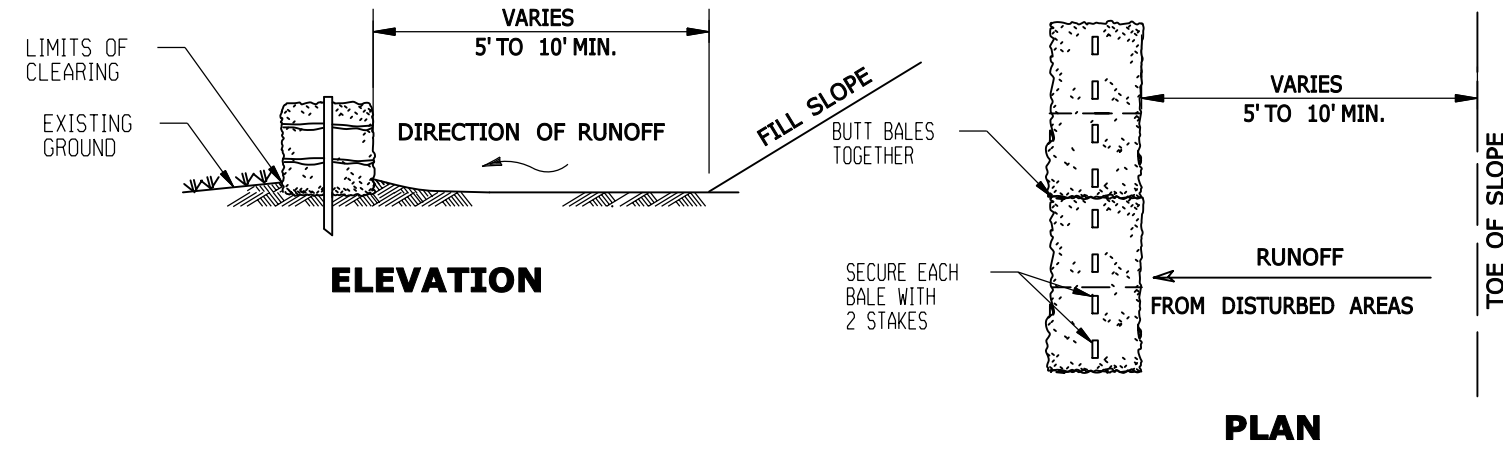 LIMITS OF
CLEARING
EXISTING
GROUND
VARIES
5' TO 10' MIN.
DIRECTION OF RUNOFF
FILL SLOPE
ELEVATION
BUTT BALES
TOGETHER
SECURE EACH
BALE WITH
2 STAKES
VARIES
5' TO 10' MIN.
RUNOFF
FROM DISTURBED AREAS
TOE OF SLOPE
PLAN